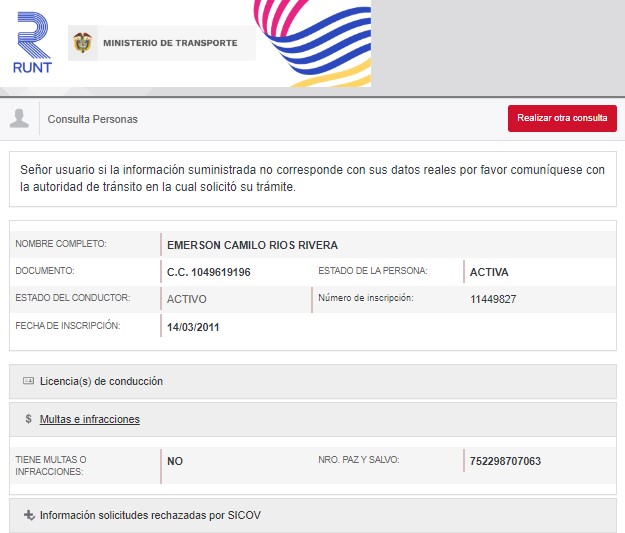 RUNT
MINISTERIO DE TRANSPORTE
Consulta Personas
Realizar otra consulta
Señor usuario si la información suministrada no corresponde con sus datos reales por favor comuníquese con
la autoridad de tránsito en la cual solicitó su trámite.
NOMBRE COMPLETO: EMERSON CAMILO RIOS RIVERA
DOCUMENTO: C.C. 1049619196 ESTADO DE LA PERSONA: ACTIVA
ESTADO DEL CONDUCTOR: ACTIVO Número de inscripción: 11449827
FECHA DE INSCRIPCIÓN: 14/03/2011
Licencia(s) de conducción
$ Multas e infracciones
TIENE MULTAS O
INFRACCIONES: NO NRO. PAZ Y SALVO: 752298707063
Información solicitudes rechazadas por SICOV